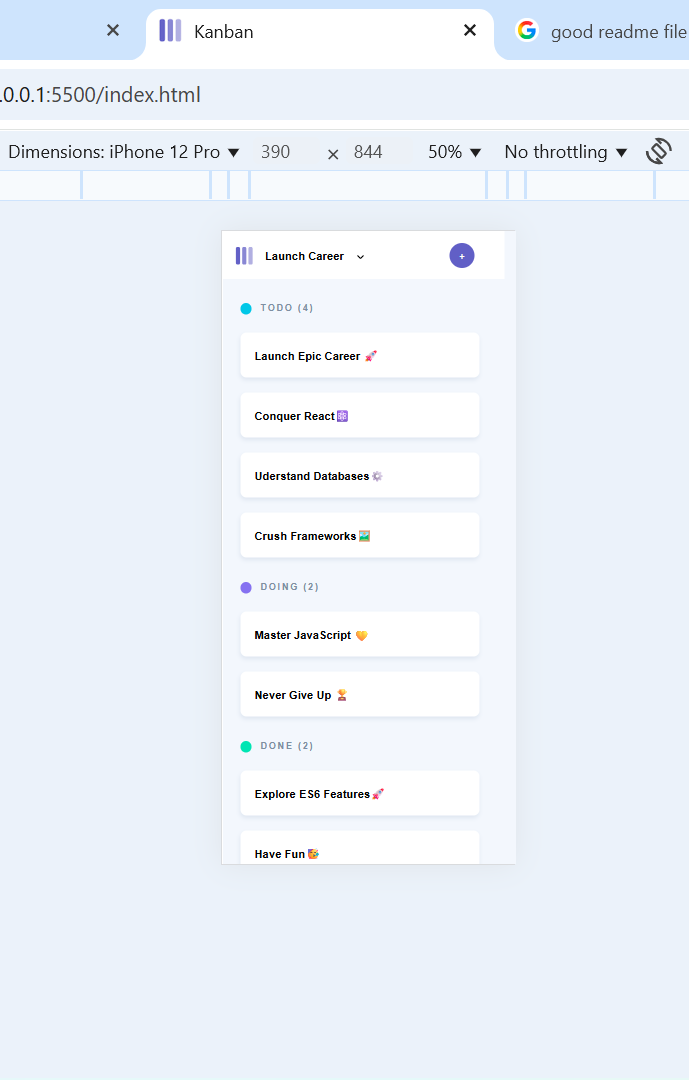 Kanban
good readme file
.0.0.1:5500/index.html
Dimensions: iPhone 12 Pro 390 × 844 50% No throttling
Launch Career +
TODO (4)
Launch Epic Career 🚀
Conquer React⚛️
Uderstand Databases⚙️
Crush Frameworks🖼️
DOING (2)
Master JavaScript 💛
Never Give Up 🏆
DONE (2)
Explore ES6 Features🚀
Have Fun🥳